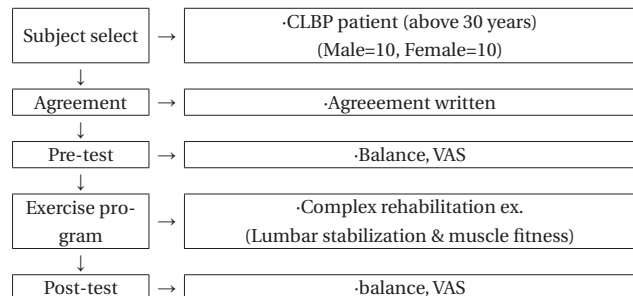 Subject select → ·CLBP patient (above 30 years)
(Male=10, Female=10)
↓
Agreement → ·Agreeement written
↓
Pre-test → ·Balance, VAS
↓
Exercise pro-
gram → ·Complex rehabilitation ex.
(Lumbar stabilization & muscle fitness)
↓
Post-test → ·balance, VAS